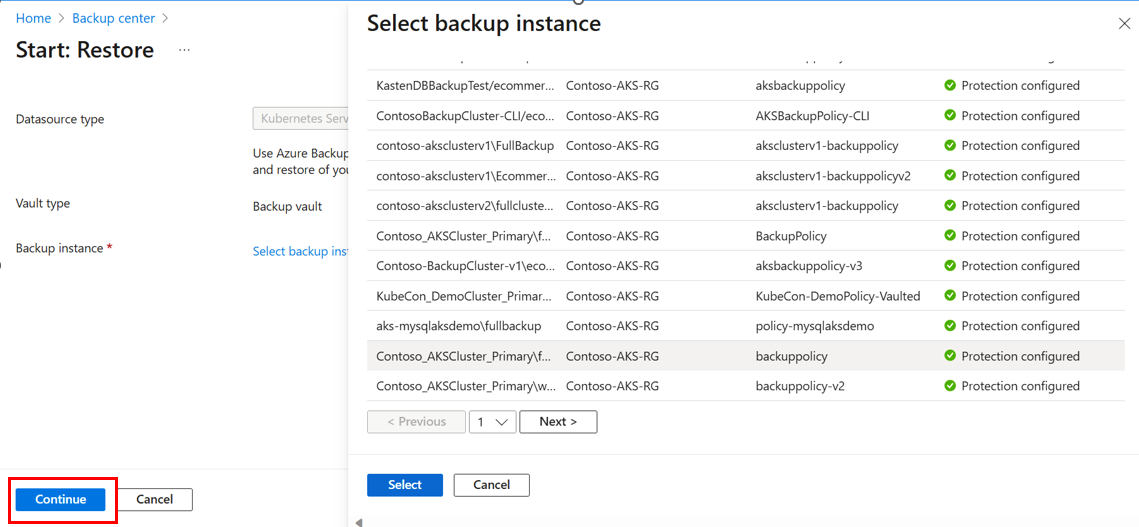 Home > Backup center >
Start: Restore ...
Datasource type
Kubernetes Serv
Use Azure Backup
and restore of you
Vault type
Backup vault
Backup instance *
Select backup inst
Continue
Cancel
Select backup instance
KastenDBBackupTest/ecommer... Contoso-AKS-RG aksbackuppolicy Protection configured
ContosoBackupCluster-CLI/eco... Contoso-AKS-RG AKSBackupPolicy-CLI Protection configured
contoso-aksclusterv1\FullBackup Contoso-AKS-RG aksclusterv1-backuppolicy Protection configured
contoso-aksclusterv1\Ecommer... Contoso-AKS-RG aksclusterv1-backuppolicyv2 Protection configured
contoso-aksclusterv2\fullcluste... Contoso-AKS-RG aksclusterv1-backuppolicy Protection configured
Contoso_AKSCluster_Primary\f... Contoso-AKS-RG BackupPolicy Protection configured
Contoso-BackupCluster-v1\eco... Contoso-AKS-RG aksbackuppolicy-v3 Protection configured
KubeCon_DemoCluster_Primar... Contoso-AKS-RG KubeCon-DemoPolicy-Vaulted Protection configured
aks-mysqlaksdemo\fullbackup Contoso-AKS-RG policy-mysqlaksdemo Protection configured
Contoso_AKSCluster_Primary\f... Contoso-AKS-RG backuppolicy Protection configured
Contoso_AKSCluster_Primary\w... Contoso-AKS-RG backuppolicy-v2 Protection configured
< Previous 1 Next >
Select Cancel